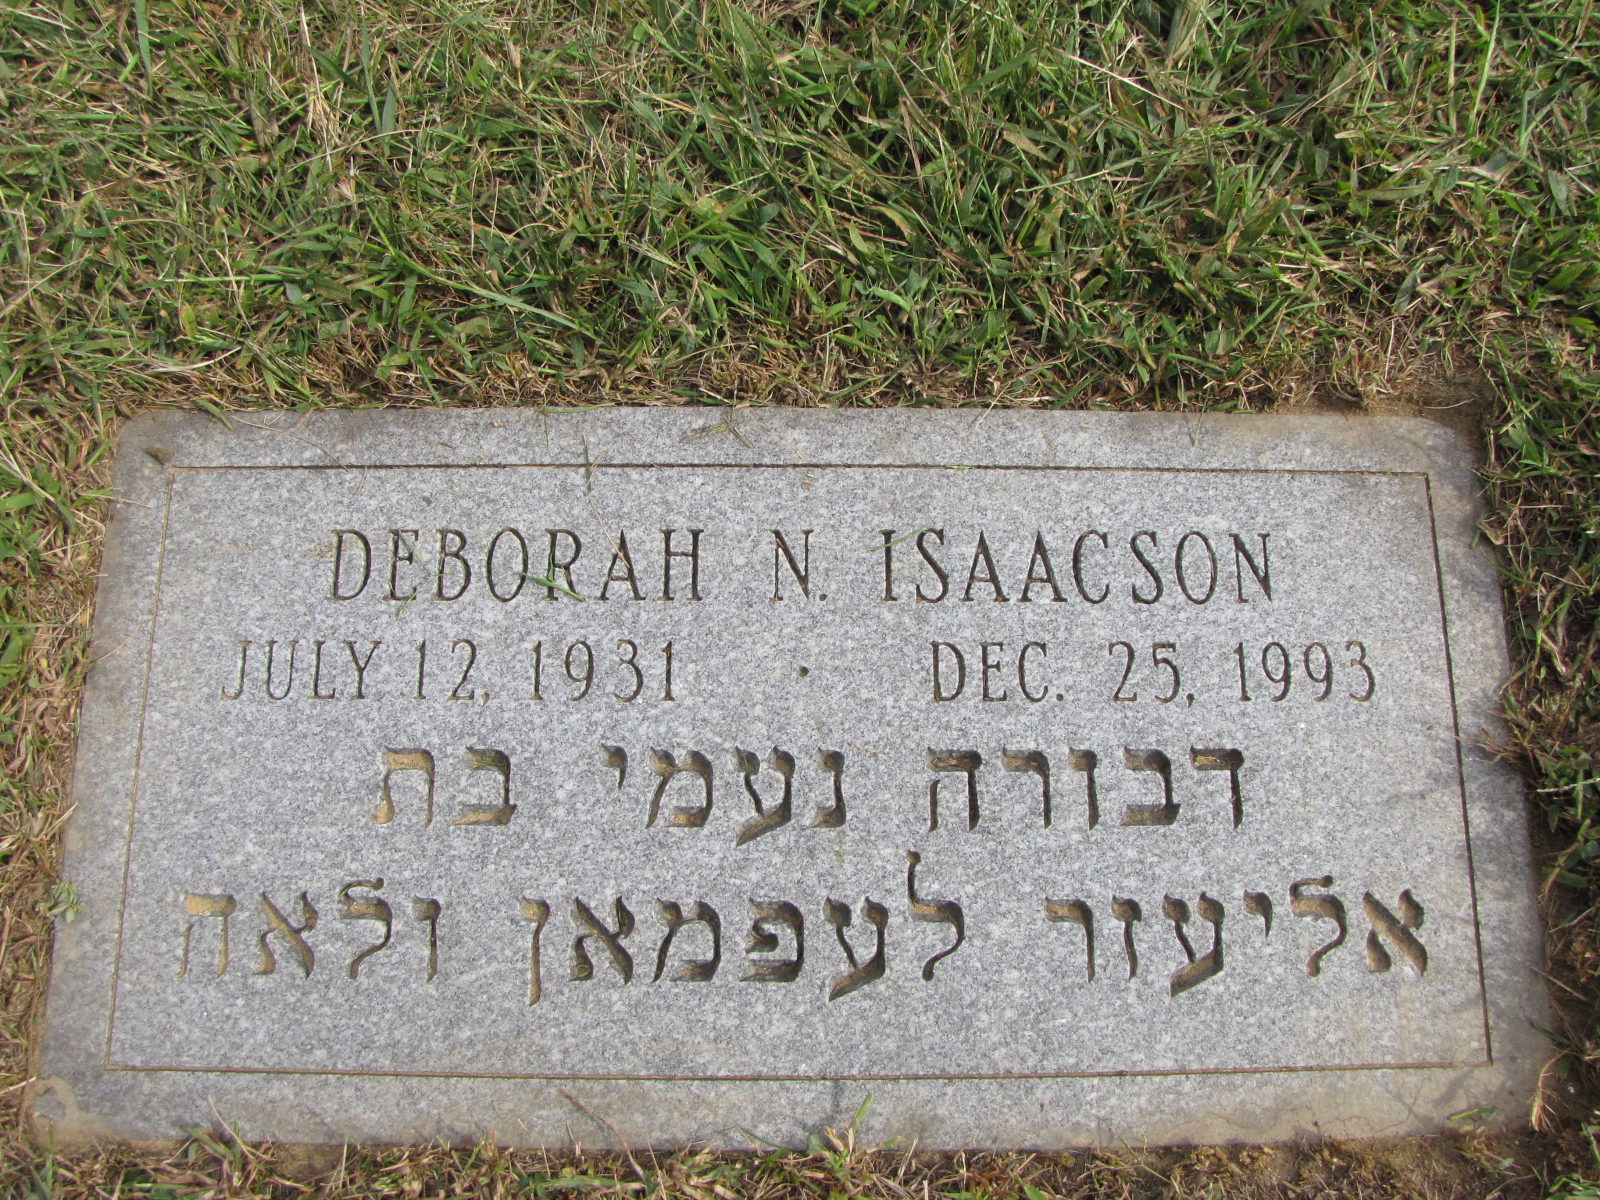 DEBORAH N. ISAACSON
JULY 12, 1931 · DEC. 25, 1993
דבורה נעמי בת
אליעזר לעפמאן ולאה